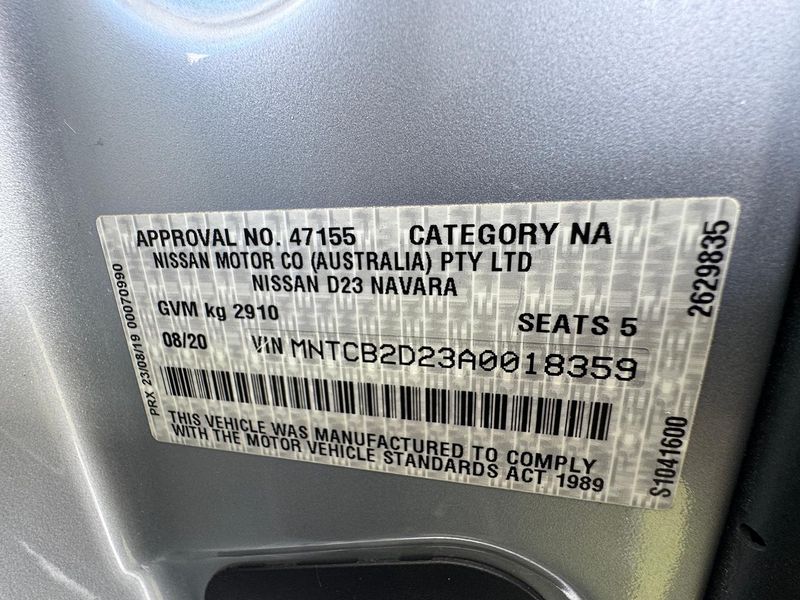 APPROVAL NO. 47155 CATEGORY NA
NISSAN MOTOR CO (AUSTRALIA) PTY LTD
NISSAN D23 NAVARA
GVM kg 2910
SEATS 5
08/20 VIN MNTCB2D23A0018359
THIS VEHICLE WAS MANUFACTURED TO COMPLY
WITH THE MOTOR VEHICLE STANDARDS ACT 1989
PRX 23/08/19 00070990
2629835
S1041600